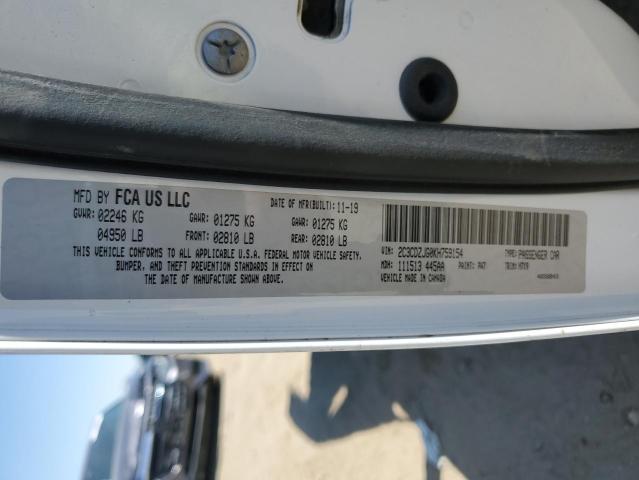 MFD BY FCA US LLC
DATE OF MFR(BUILT): 11-19
GVWR: 02246 KG GAWR: 01275 KG GAWR: 01275 KG
04950 LB FRONT: 02810 LB REAR: 02810 LB
THIS VEHICLE CONFORMS TO ALL APPLICABLE U.S.A. FEDERAL MOTOR VEHICLE SAFETY,
BUMPER, AND THEFT PREVENTION STANDARDS IN EFFECT ON
THE DATE OF MANUFACTURE SHOWN ABOVE.
VIN: 2C3CDZJG0KH759154 TYPE: PASSENGER CAR
MDH: 111513 445AA PAINT: PW7 TRIM:
VEHICLE MADE IN CANADA